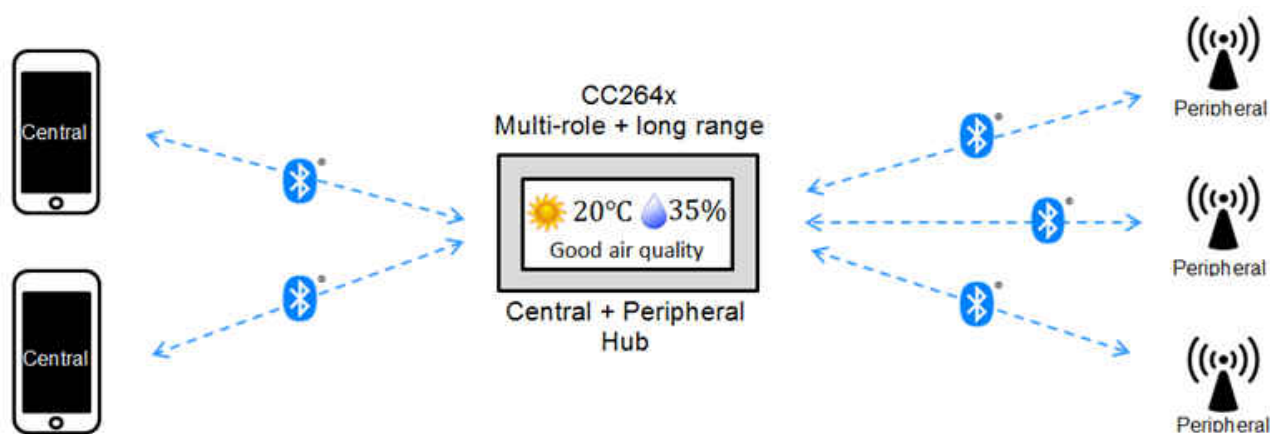 Central
Central
CC264x
Multi-role + long range
20°C 35%
Good air quality
Central + Peripheral
Hub
Peripheral
Peripheral
Peripheral